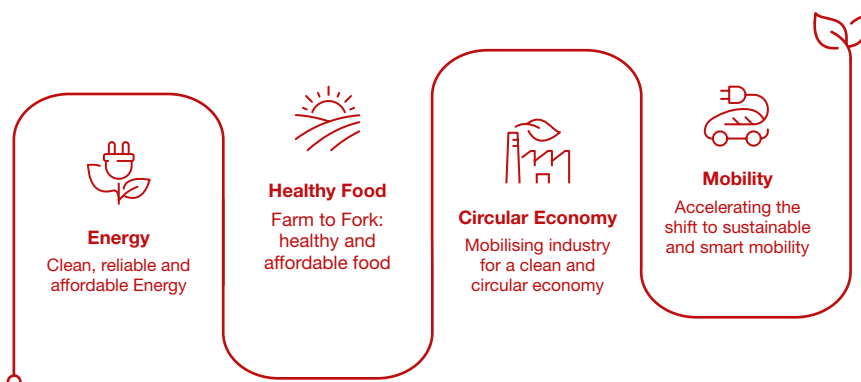 Energy
Clean, reliable and
affordable Energy
Healthy Food
Farm to Fork:
healthy and
affordable food
Circular Economy
Mobilising industry
for a clean and
circular economy
Mobility
Accelerating the
shift to sustainable
and smart mobility